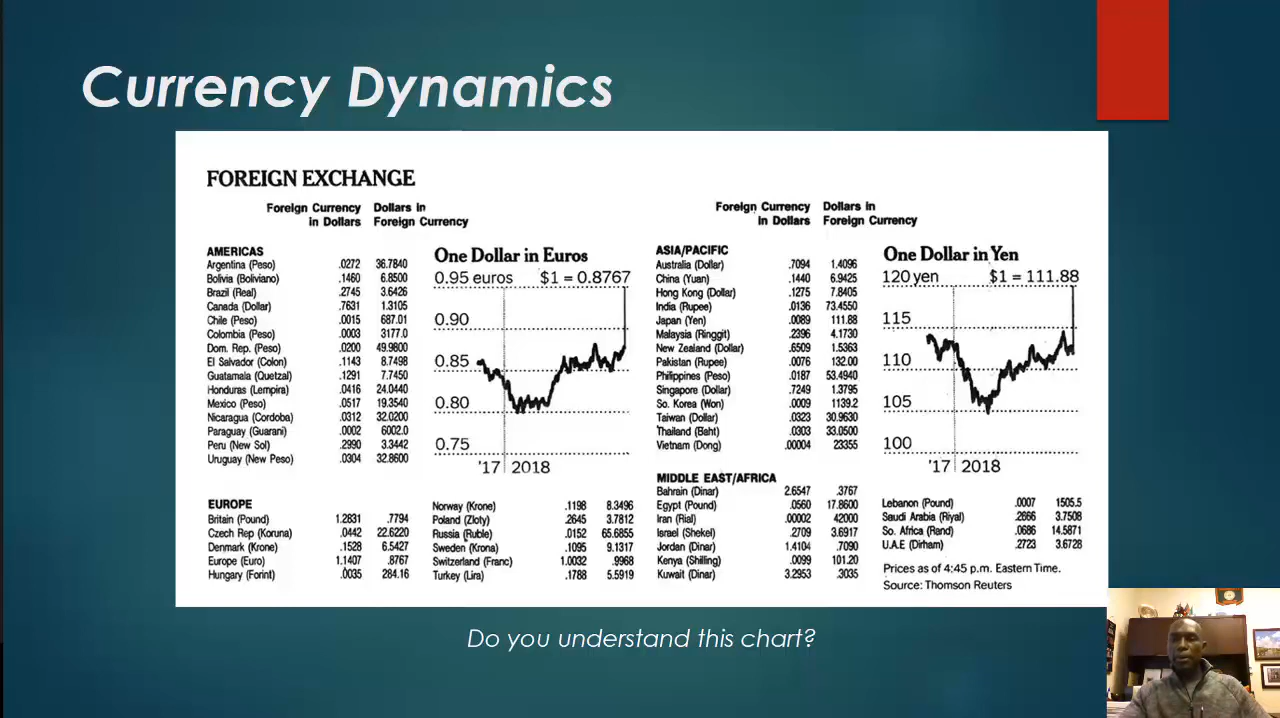 Currency Dynamics
FOREIGN EXCHANGE
Foreign Currency Dollars in
in Dollars Foreign Currency
AMERICAS
Argentina (Peso) .0272 36.7840
Bolivia (Boliviano) .1460 6.8500
Brazil (Real) .2745 3.6426
Canada (Dollar) .7631 1.3105
Chile (Peso) .0015 687.01
Colombia (Peso) .0003 3177.0
Dom. Rep. (Peso) .0200 49.9800
El Salvador (Colon) .1143 8.7498
Guatamala (Quetzal) .1291 7.7450
Honduras (Lempira) .0416 24.0440
Mexico (Peso) .0517 19.3540
Nicaragua (Cordoba) .0312 32.0200
Paraguay (Guarani) .0002 6002.0
Peru (New Sol) .2990 3.3442
Uruguay (New Peso) .0304 32.8600
One Dollar in Euros
0.95 euros $1 = 0.8767
0.90
0.85
0.80
0.75
'17 2018
EUROPE
Britain (Pound) 1.2831 .7794
Czech Rep (Koruna) .0442 22.6220
Denmark (Krone) .1528 6.5427
Europe (Euro) 1.1407 .8767
Hungary (Forint) .0035 284.16
Norway (Krone) .1198 8.3496
Poland (Zloty) .2645 3.7812
Russia (Ruble) .0152 65.6855
Sweden (Krona) .1095 9.1317
Switzerland (Franc) 1.0032 .9968
Turkey (Lira) .1788 5.5919
Foreign Currency Dollars in
in Dollars Foreign Currency
ASIA/PACIFIC
Australia (Dollar) .7094 1.4096
China (Yuan) .1440 6.9425
Hong Kong (Dollar) .1275 7.8405
India (Rupee) .0136 73.4550
Japan (Yen) .0089 111.88
Malaysia (Ringgit) .2396 4.1730
New Zealand (Dollar) .6509 1.5363
Pakistan (Rupee) .0076 132.00
Philippines (Peso) .0187 53.4940
Singapore (Dollar) .7249 1.3795
So. Korea (Won) .0009 1139.2
Taiwan (Dollar) .0323 30.9630
Thailand (Baht) .0303 33.0500
Vietnam (Dong) .00004 23355
One Dollar in Yen
120 yen $1 = 111.88
115
110
105
100
'17 2018
MIDDLE EAST/AFRICA
Bahrain (Dinar) 2.6547 .3767
Egypt (Pound) .0560 17.8600
Iran (Rial) .00002 42000
Israel (Shekel) .2709 3.6917
Jordan (Dinar) 1.4104 .7090
Kenya (Shilling) .0099 101.20
Kuwait (Dinar) 3.2953 .3035
Lebanon (Pound) .0007 1505.5
Saudi Arabia (Riyal) .2666 3.7508
So. Africa (Rand) .0686 14.5871
U.A.E (Dirham) .2723 3.6728
Prices as of 4:45 p.m. Eastern Time.
Source: Thomson Reuters
Do you understand this chart?